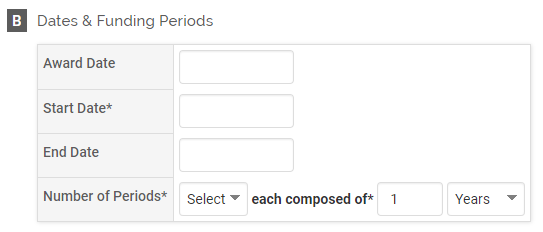 B Dates & Funding Periods
Award Date
Start Date*
End Date
Number of Periods* Select each composed of* 1 Years